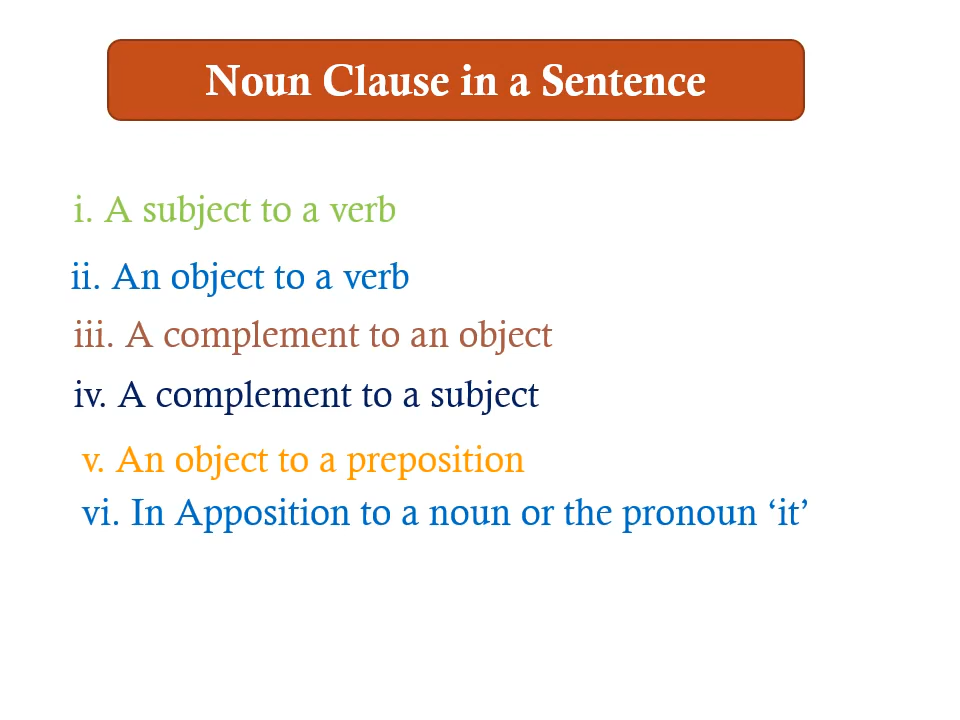 Noun Clause in a Sentence
i. A subject to a verb
ii. An object to a verb
iii. A complement to an object
iv. A complement to a subject
v. An object to a preposition
vi. In Apposition to a noun or the pronoun ‘it’